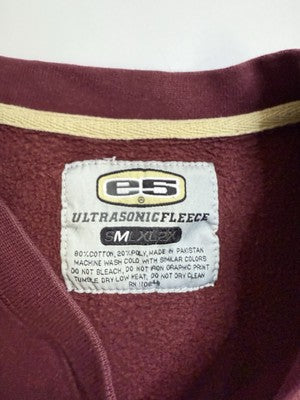 e5
®
ULTRASONICFLEECE
S M L XL 2X
80%COTTON, 20%POLY, MADE IN PAKISTAN
MACHINE WASH COLD WITH SIMILAR COLORS
DO NOT BLEACH, DO NOT IRON GRAPHIC PRINT
TUMBLE DRY LOW HEAT, DO NOT DRY CLEAN
RN